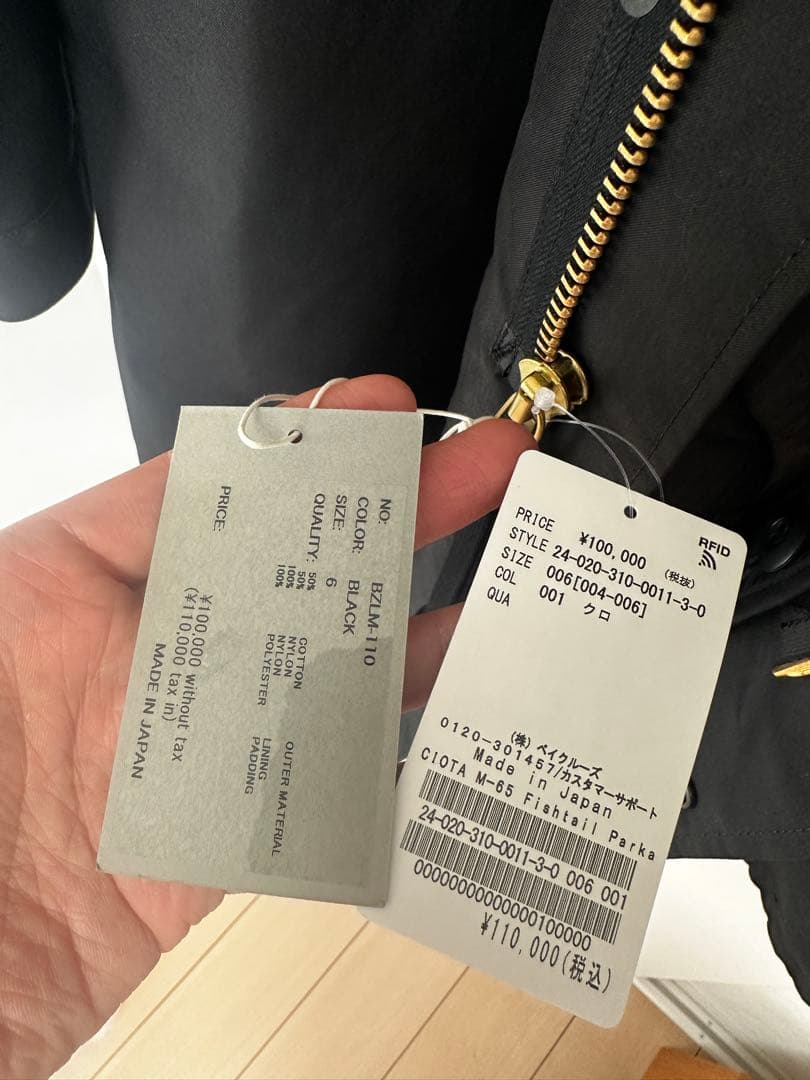 NO: BZLM-110
COLOR: BLACK
SIZE: 6
QUALITY: 50% COTTON OUTER MATERIAL
50% NYLON
100% NYLON LINING
100% POLYESTER PADDING
PRICE: ¥100,000 without tax
(¥110,000 tax in)
MADE IN JAPAN
RFID
PRICE ¥100,000 (税抜)
STYLE 24-020-310-0011-3-0
SIZE 006[004-006]
COL 001 クロ
QUA
(株)ベイクルーズ
0120-301457/カスタマーサポート
Made in Japan
CIOTA M-65 Fishtail Parka
24-020-310-0011-3-0 006 001
00000000000000100000
¥110,000(税込)